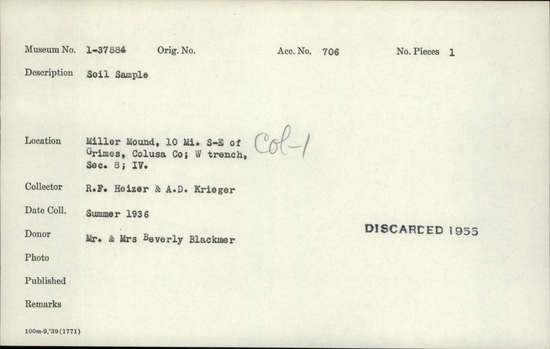 Museum No. 1-37884 Orig. No. Acc. No. 706 No. Pieces 1
Description Soil Sample
Location Miller Mound, 10 Mi. S-E of
Grimes, Colusa Co; W trench,
Sec. 8; IV.
Col-1
Collector R.F. Heizer & A.D. Krieger
Date Coll. Summer 1936
Donor Mr. & Mrs Beverly Blackmer
DISCARDED 1955
Photo
Published
Remarks
100m-9,'39(1771)